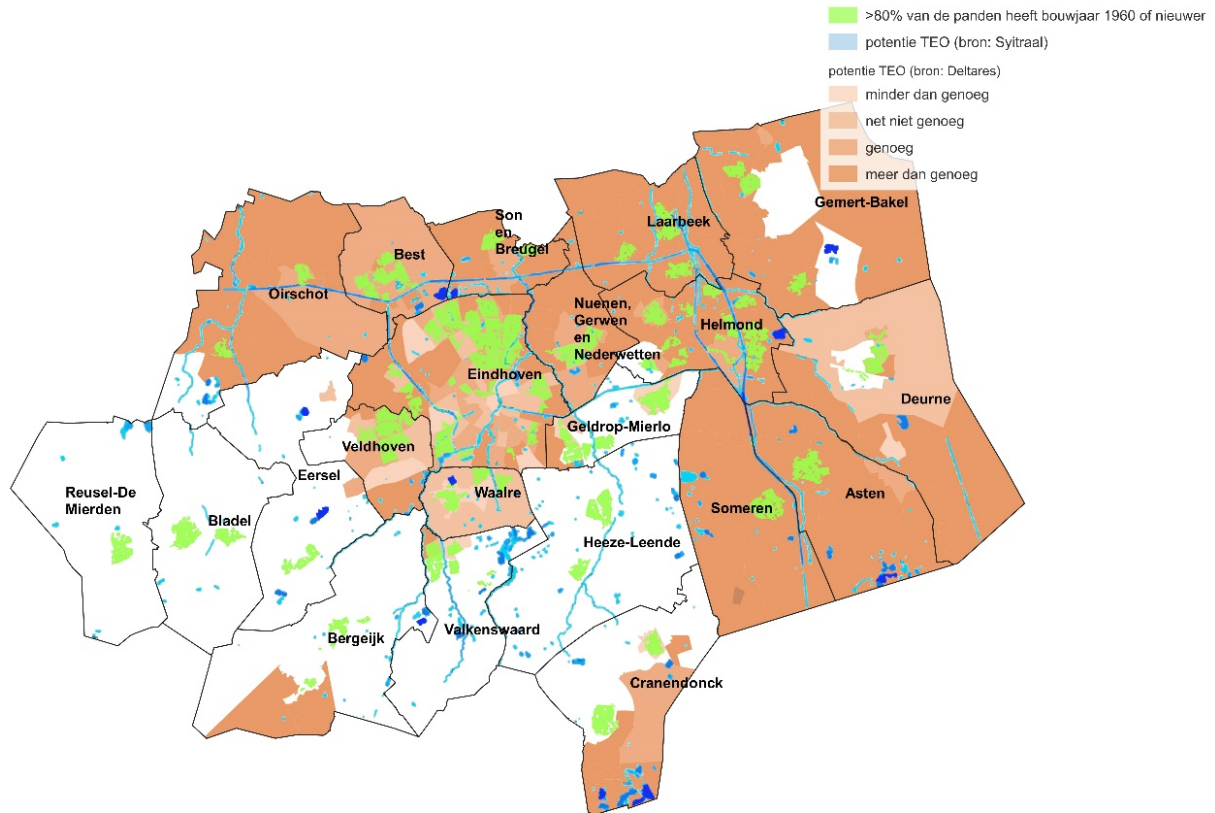 >80% van de panden heeft bouwjaar 1960 of nieuwer
potentie TEO (bron: Syitraal)
potentie TEO (bron: Deltares)
minder dan genoeg
net niet genoeg
genoeg
meer dan genoeg
Gemert-Bakel
Laarbeek
Son
en
Breugel
Best
Oirschot
Nuenen,
Gerwen
en
Nederwetten
Helmond
Eindhoven
Deurne
Geldrop-Mierlo
Veldhoven
Eersel
Reusel-De
Mierden
Bladel
Waalre
Someren
Asten
Heeze-Leende
Bergeijk
Valkenswaard
Cranendonck